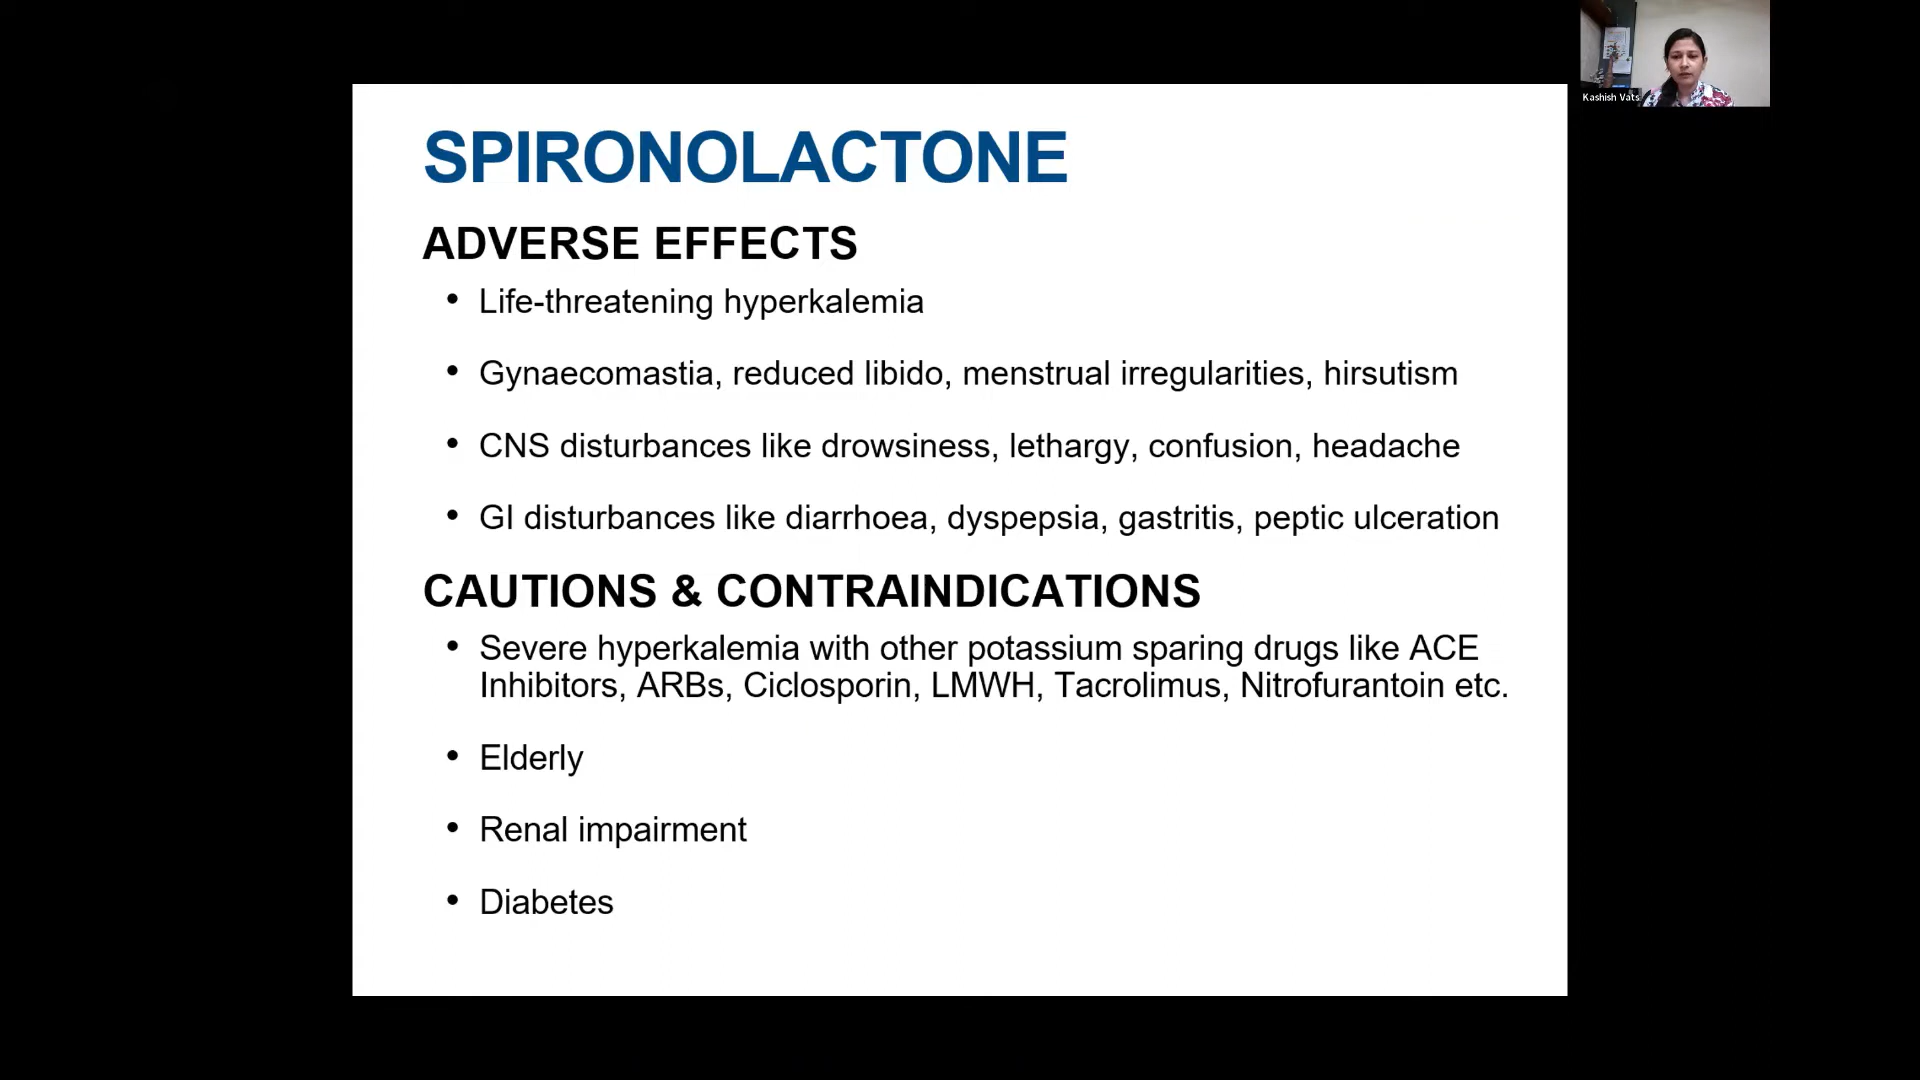 Kashish Vats
SPIRONOLACTONE
ADVERSE EFFECTS
• Life-threatening hyperkalemia
• Gynaecomastia, reduced libido, menstrual irregularities, hirsutism
• CNS disturbances like drowsiness, lethargy, confusion, headache
• GI disturbances like diarrhoea, dyspepsia, gastritis, peptic ulceration
CAUTIONS & CONTRAINDICATIONS
• Severe hyperkalemia with other potassium sparing drugs like ACE
Inhibitors, ARBs, Ciclosporin, LMWH, Tacrolimus, Nitrofurantoin etc.
• Elderly
• Renal impairment
• Diabetes